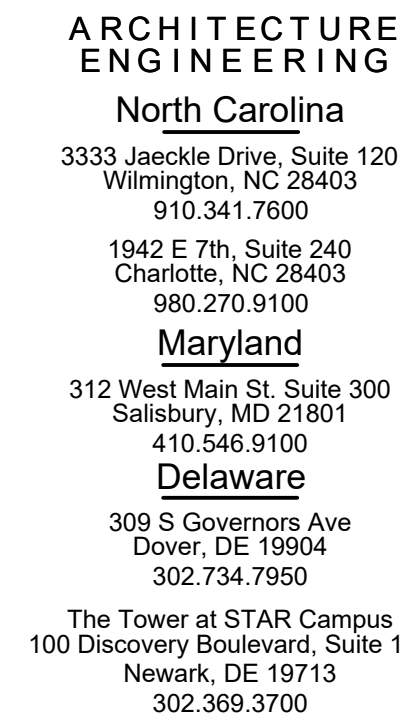 ARCHITECTURE
ENGINEERING
North Carolina
3333 Jaeckle Drive, Suite 120
Wilmington, NC 28403
910.341.7600
1942 E 7th, Suite 240
Charlotte, NC 28403
980.270.9100
Maryland
312 West Main St. Suite 300
Salisbury, MD 21801
410.546.9100
Delaware
309 S Governors Ave
Dover, DE 19904
302.734.7950
The Tower at STAR Campus
100 Discovery Boulevard, Suite 1
Newark, DE 19713
302.369.3700